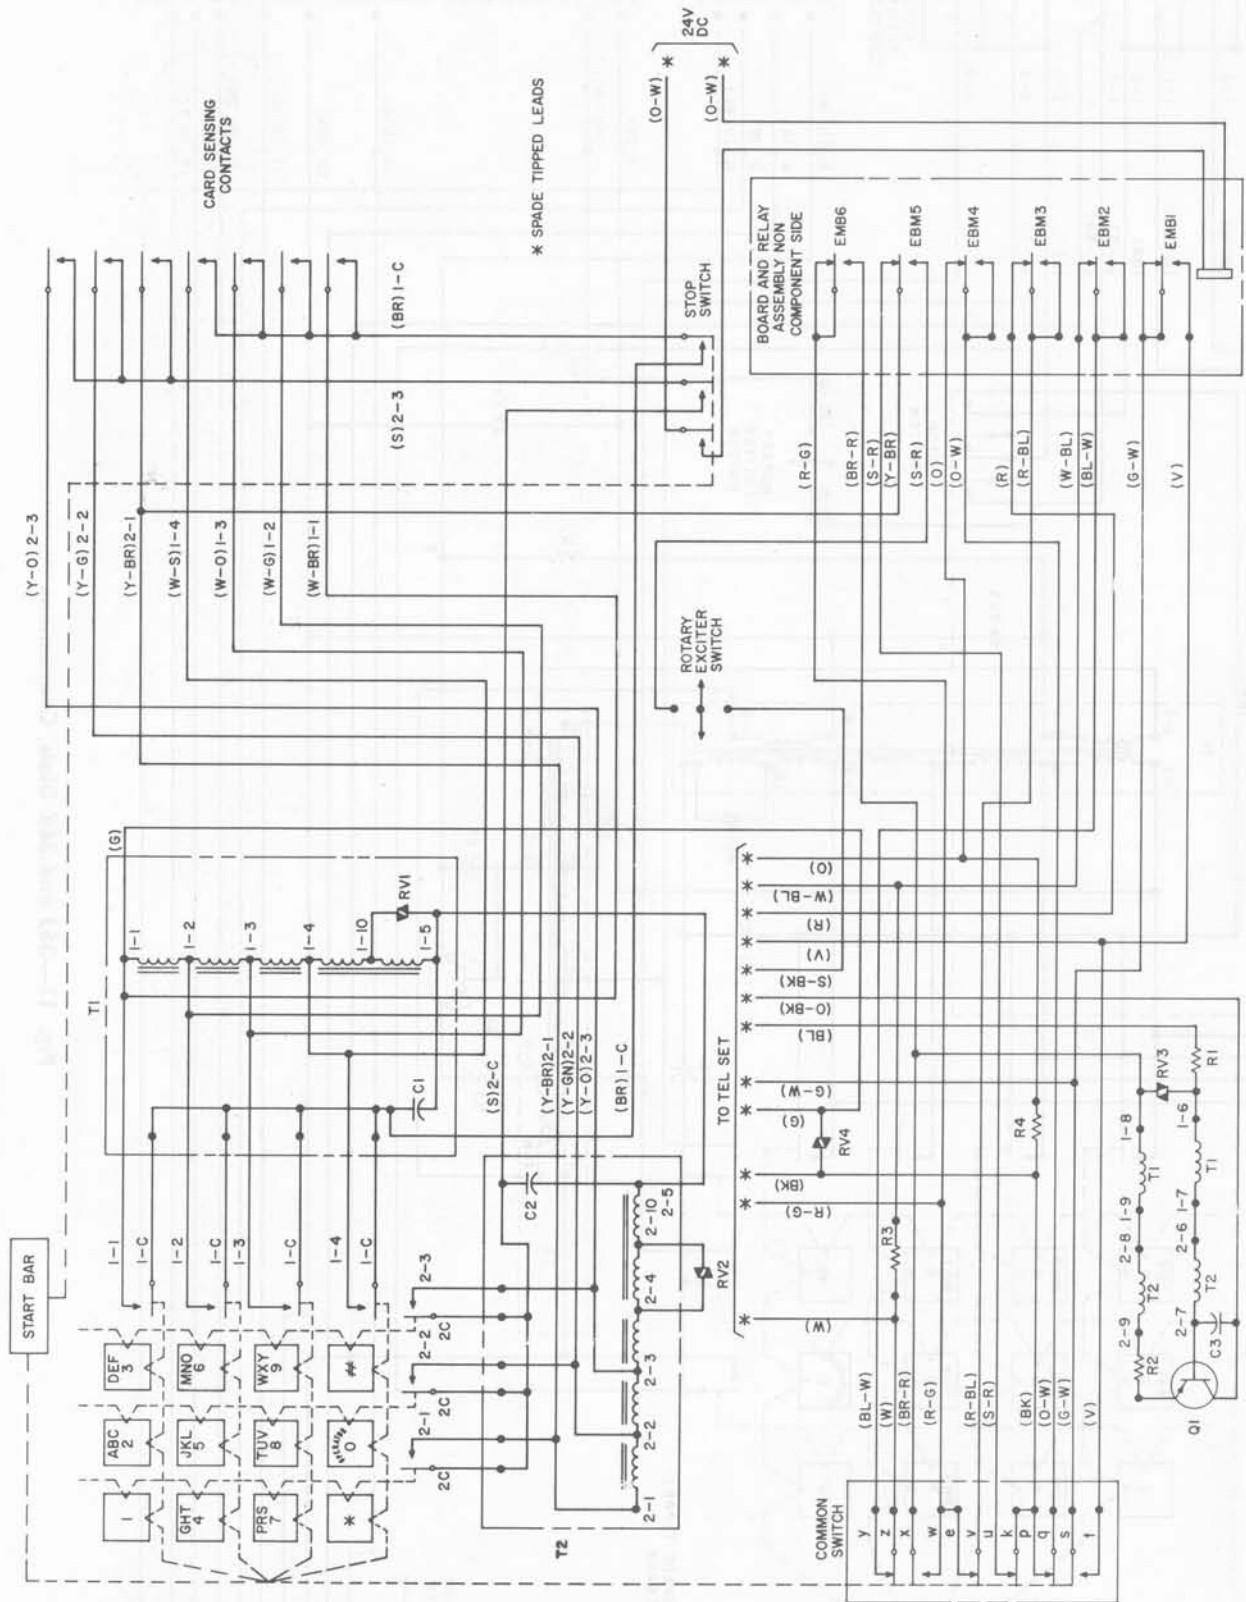 24V
DC
(O-W)
(O-W)
CARD SENSING
CONTACTS
* SPADE TIPPED LEADS
(BR)1-C
(S)2-3
STOP
SWITCH
BOARD AND RELAY
ASSEMBLY NON
COMPONENT SIDE
EMB6
EBM5
EBM4
EBM3
EBM2
EMB1
(Y-O)2-3
(Y-G)2-2
(Y-BR)2-1
(W-S)1-4
(W-O)1-3
(W-G)1-2
(W-BR)1-1
(R-G)
(BR-R)
(S-R)
(Y-BR)
(S-R)
(O)
(O-W)
(R)
(R-BL)
(W-BL)
(BL-W)
(G-W)
(V)
ROTARY
EXCITER
SWITCH
(G)
T1
1-1
1-2
1-3
1-4
1-10
1-5
RV1
C1
(S)2-C
(Y-BR)2-1
(Y-GN)2-2
(Y-O)2-3
(BR)1-C
TO TEL SET
* (O)
* (W-BL)
* (R)
* (V)
* (S-BK)
* (O-BK)
* (BL)
* (G-W)
* (G)
* (BK)
* (R-G)
* (W)
RV4
R3
R4
RV3
R1
START BAR
1-1
1-C
1-2
1-C
1-3
1-C
1-4
1-C
1
ABC
2
DEF
3
GHT
4
JKL
5
MNO
6
PRS
7
TUV
8
WXY
9
*
OPERATOR
0
≠
2-3
2C
2-2
2C
2-1
2C
C2
T2
2-1
2-2
2-3
2-4
2-10
2-5
RV2
(BL-W)
(W)
(BR-R)
(R-G)
(R-BL)
(S-R)
(BK)
(O-W)
(G-W)
(V)
COMMON
SWITCH
y
z
x
w
e
v
u
k
p
q
s
t
Q1
R2
2-9
T2
2-8
1-9
T1
1-8
C3
2-7
T2
2-6
1-7
T1
1-6